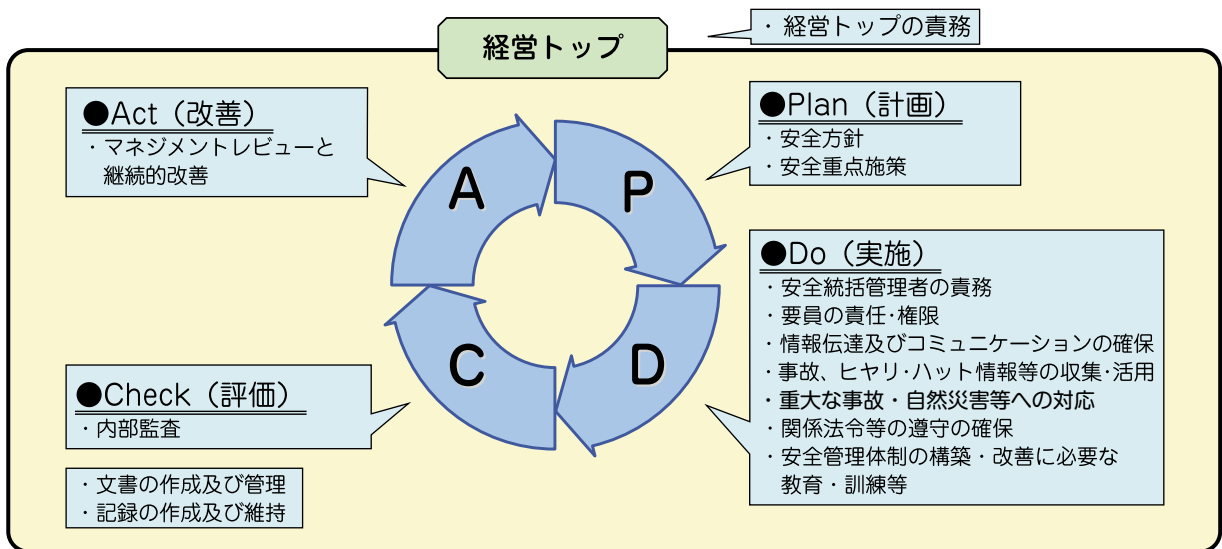 経営トップ
・経営トップの責務
●Act（改善）
・マネジメントレビューと
継続的改善
●Plan（計画）
・安全方針
・安全重点施策
A
P
C
D
●Do（実施）
・安全統括管理者の責務
・要員の責任･権限
・情報伝達及びコミュニケーションの確保
・事故、ヒヤリ･ハット情報等の収集･活用
・重大な事故・自然災害等への対応
・関係法令等の遵守の確保
・安全管理体制の構築・改善に必要な
教育・訓練等
●Check（評価）
・内部監査
・文書の作成及び管理
・記録の作成及び維持